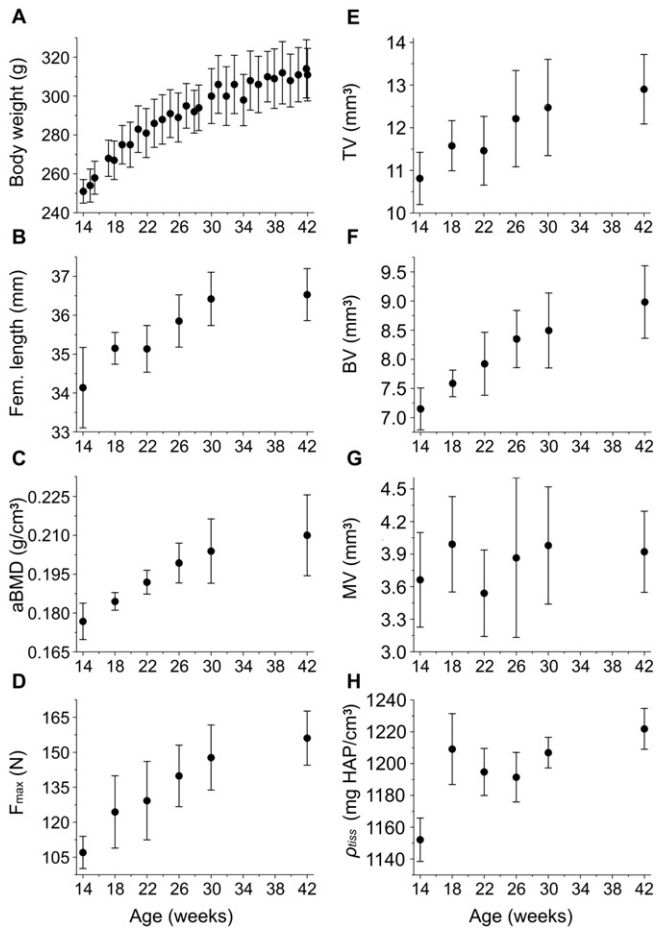 A
Body weight (g)
320
300
280
260
240
14 18 22 26 30 34 38 42
B
Fem. length (mm)
37
36
35
34
33
14 18 22 26 30 34 38 42
C
aBMD (g/cm³)
0.225
0.210
0.195
0.180
0.165
14 18 22 26 30 34 38 42
D
Fmax (N)
165
145
125
105
14 18 22 26 30 34 38 42
Age (weeks)
E
TV (mm³)
14
13
12
11
10
14 18 22 26 30 34 38 42
F
BV (mm³)
9.5
9.0
8.5
8.0
7.5
7.0
14 18 22 26 30 34 38 42
G
MV (mm³)
4.5
4.2
3.9
3.6
3.3
3.0
14 18 22 26 30 34 38 42
H
ρtiss (mg HAP/cm³)
1240
1220
1200
1180
1160
1140
14 18 22 26 30 34 38 42
Age (weeks)